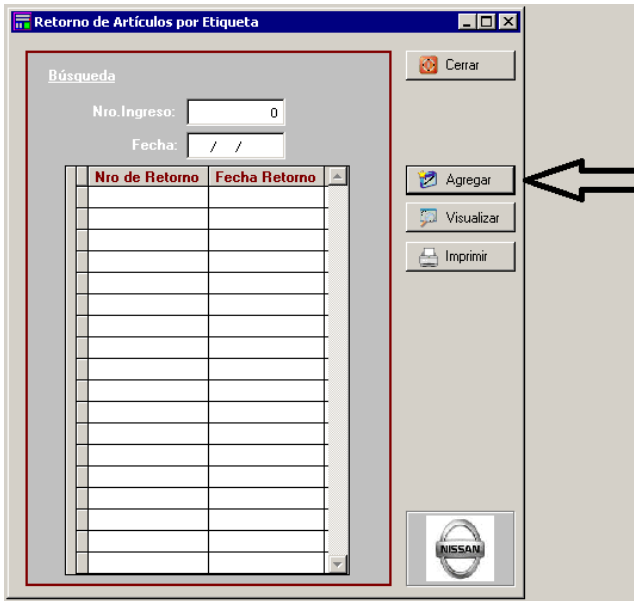 Retorno de Artículos por Etiqueta
Búsqueda
Nro.Ingreso: 0
Fecha: / /
Nro de Retorno Fecha Retorno
Cerrar
Agregar
Visualizar
Imprimir
NISSAN